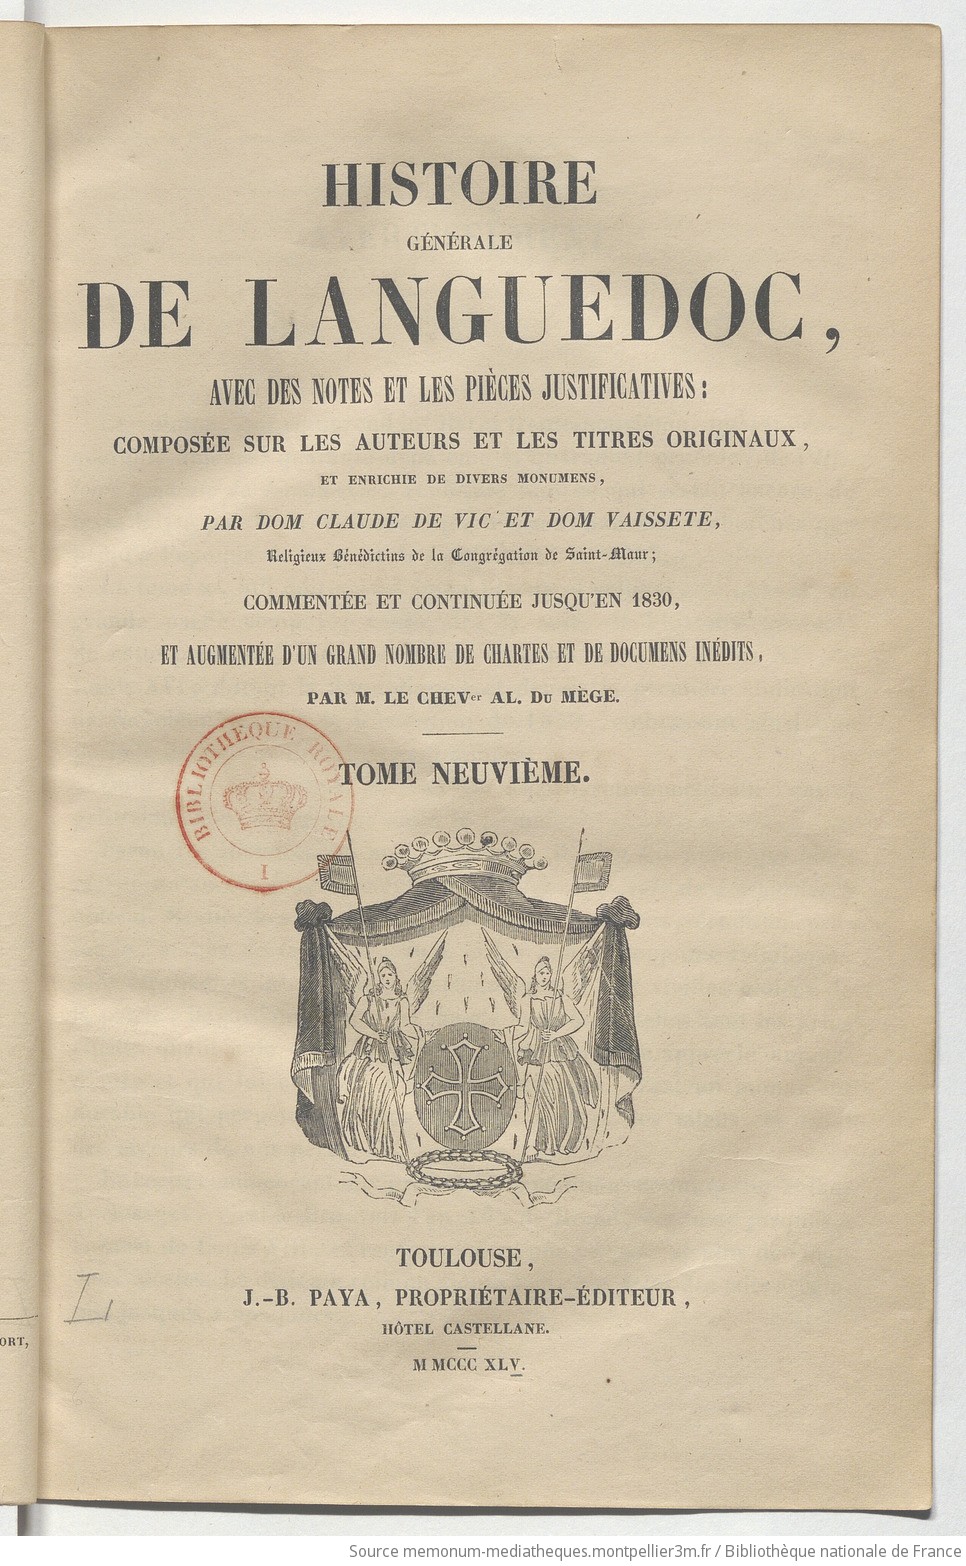 HISTOIRE
GÉNÉRALE
DE LANGUEDOC,
AVEC DES NOTES ET LES PIÈCES JUSTIFICATIVES :
COMPOSÉE SUR LES AUTEURS ET LES TITRES ORIGINAUX,
ET ENRICHIE DE DIVERS MONUMENS,
PAR DOM CLAUDE DE VIC ET DOM VAISSETE,
Religieux Bénédictins de la Congrégation de Saint-Maur;
COMMENTÉE ET CONTINUÉE JUSQU'EN 1830,
ET AUGMENTÉE D'UN GRAND NOMBRE DE CHARTES ET DE DOCUMENS INÉDITS,
PAR M. LE CHEVer AL. DU MÈGE.
TOME NEUVIÈME.
BIBLIOTHEQUE ROYALE
I
TOULOUSE,
J.-B. PAYA, PROPRIÉTAIRE-ÉDITEUR,
HÔTEL CASTELLANE.
M MCCC XLV.
L
ORT,
Source memonum-mediatheques.montpellier3m.fr / Bibliothèque nationale de France